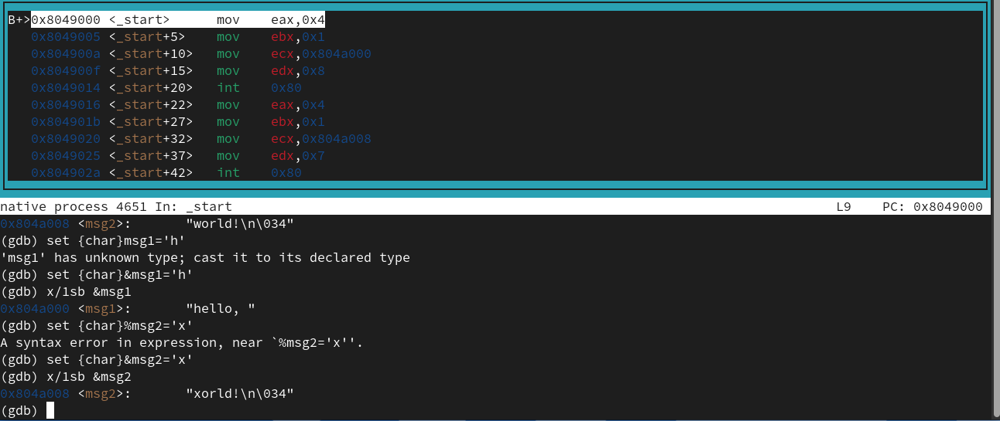 B+>0x8049000 <_start>      mov    eax,0x4
   0x8049005 <_start+5>    mov    ebx,0x1
   0x804900a <_start+10>   mov    ecx,0x804a000
   0x804900f <_start+15>   mov    edx,0x8
   0x8049014 <_start+20>   int    0x80
   0x8049016 <_start+22>   mov    eax,0x4
   0x804901b <_start+27>   mov    ebx,0x1
   0x8049020 <_start+32>   mov    ecx,0x804a008
   0x8049025 <_start+37>   mov    edx,0x7
   0x804902a <_start+42>   int    0x80
native process 4651 In: _start                                                                              L9    PC: 0x8049000
0x804a008 <msg2>:       "world!\n\034"
(gdb) set {char}msg1='h'
'msg1' has unknown type; cast it to its declared type
(gdb) set {char}&msg1='h'
(gdb) x/1sb &msg1
0x804a000 <msg1>:       "hello, "
(gdb) set {char}%msg2='x'
A syntax error in expression, near `%msg2='x''.
(gdb) set {char}&msg2='x'
(gdb) x/1sb &msg2
0x804a008 <msg2>:       "xorld!\n\034"
(gdb)